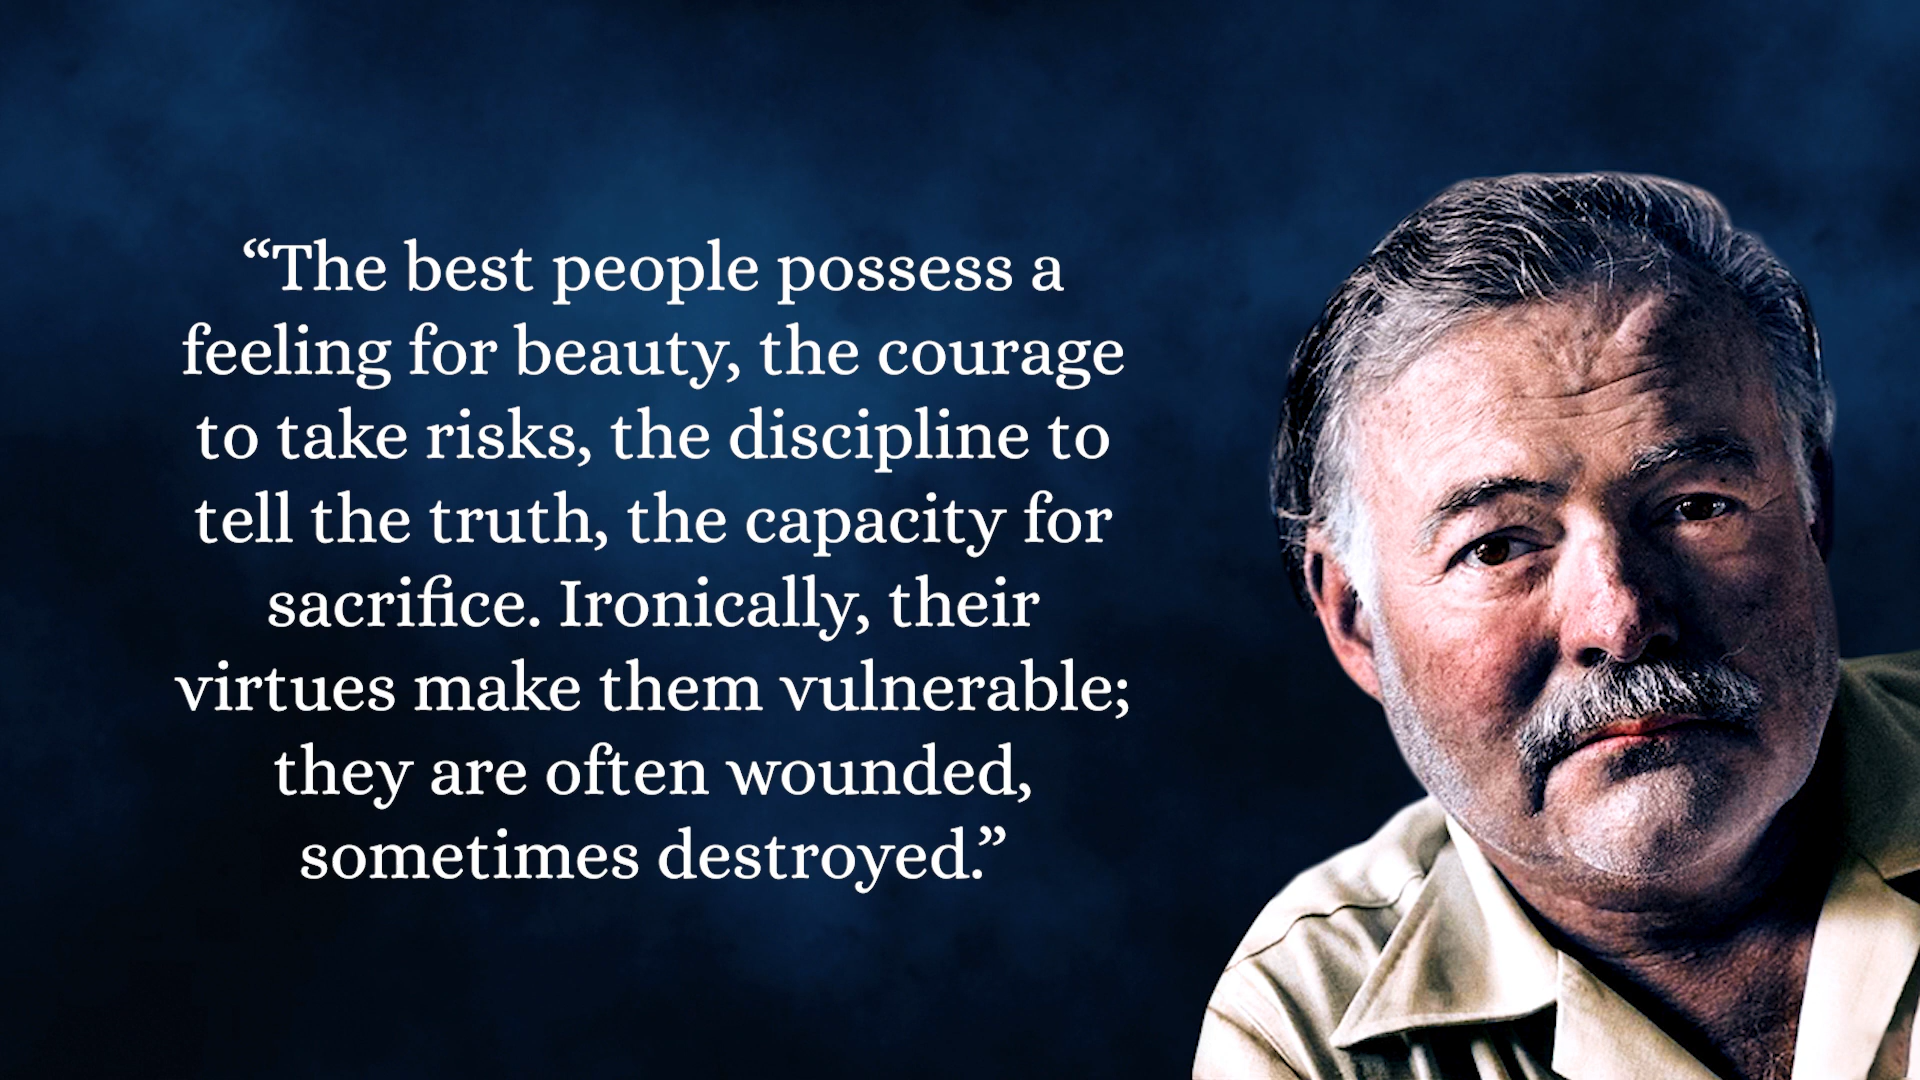 “The best people possess a
feeling for beauty, the courage
to take risks, the discipline to
tell the truth, the capacity for
sacrifice. Ironically, their
virtues make them vulnerable;
they are often wounded,
sometimes destroyed.”